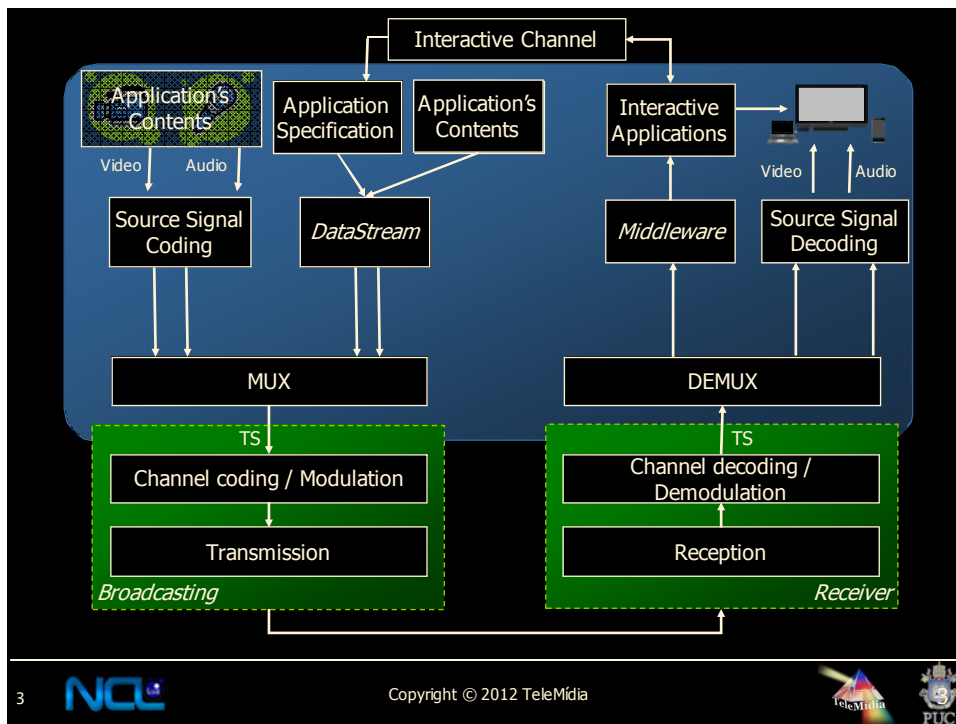 Interactive Channel
Application's
Contents
Application
Specification
Application's
Contents
Interactive
Applications
Video
Audio
Video
Audio
Source Signal
Coding
DataStream
Middleware
Source Signal
Decoding
MUX
DEMUX
TS
TS
Channel coding / Modulation
Channel decoding /
Demodulation
Transmission
Reception
Broadcasting
Receiver
3
NCL
Copyright © 2012 TeleMídia
TeleMídia
3
PUC